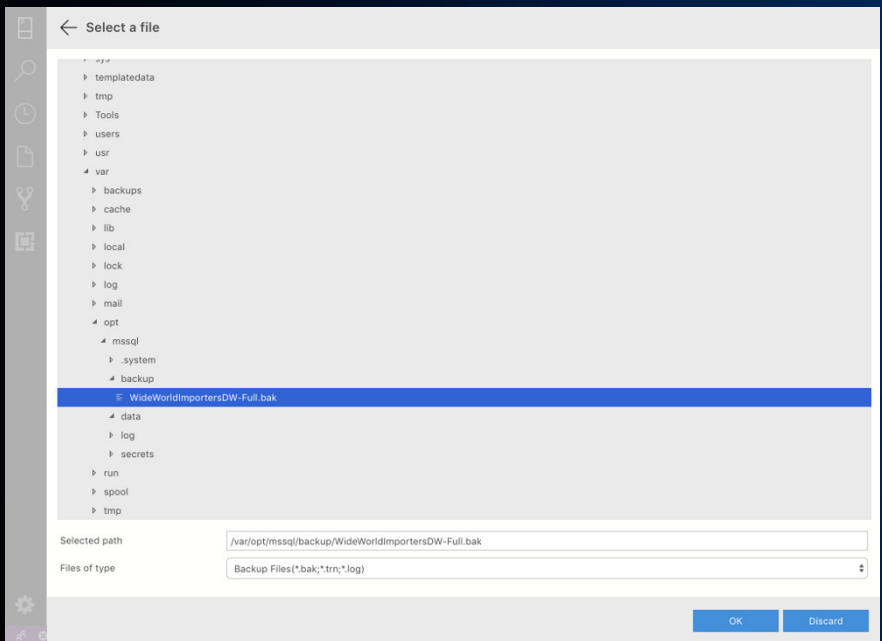 Select a file
sys
templatedata
tmp
Tools
users
usr
var
backups
cache
lib
local
lock
log
mail
opt
mssql
.system
backup
WideWorldImportersDW-Full.bak
data
log
secrets
run
spool
tmp
Selected path /var/opt/mssql/backup/WideWorldImportersDW-Full.bak
Files of type Backup Files(*.bak;*.trn;*.log)
OK Discard